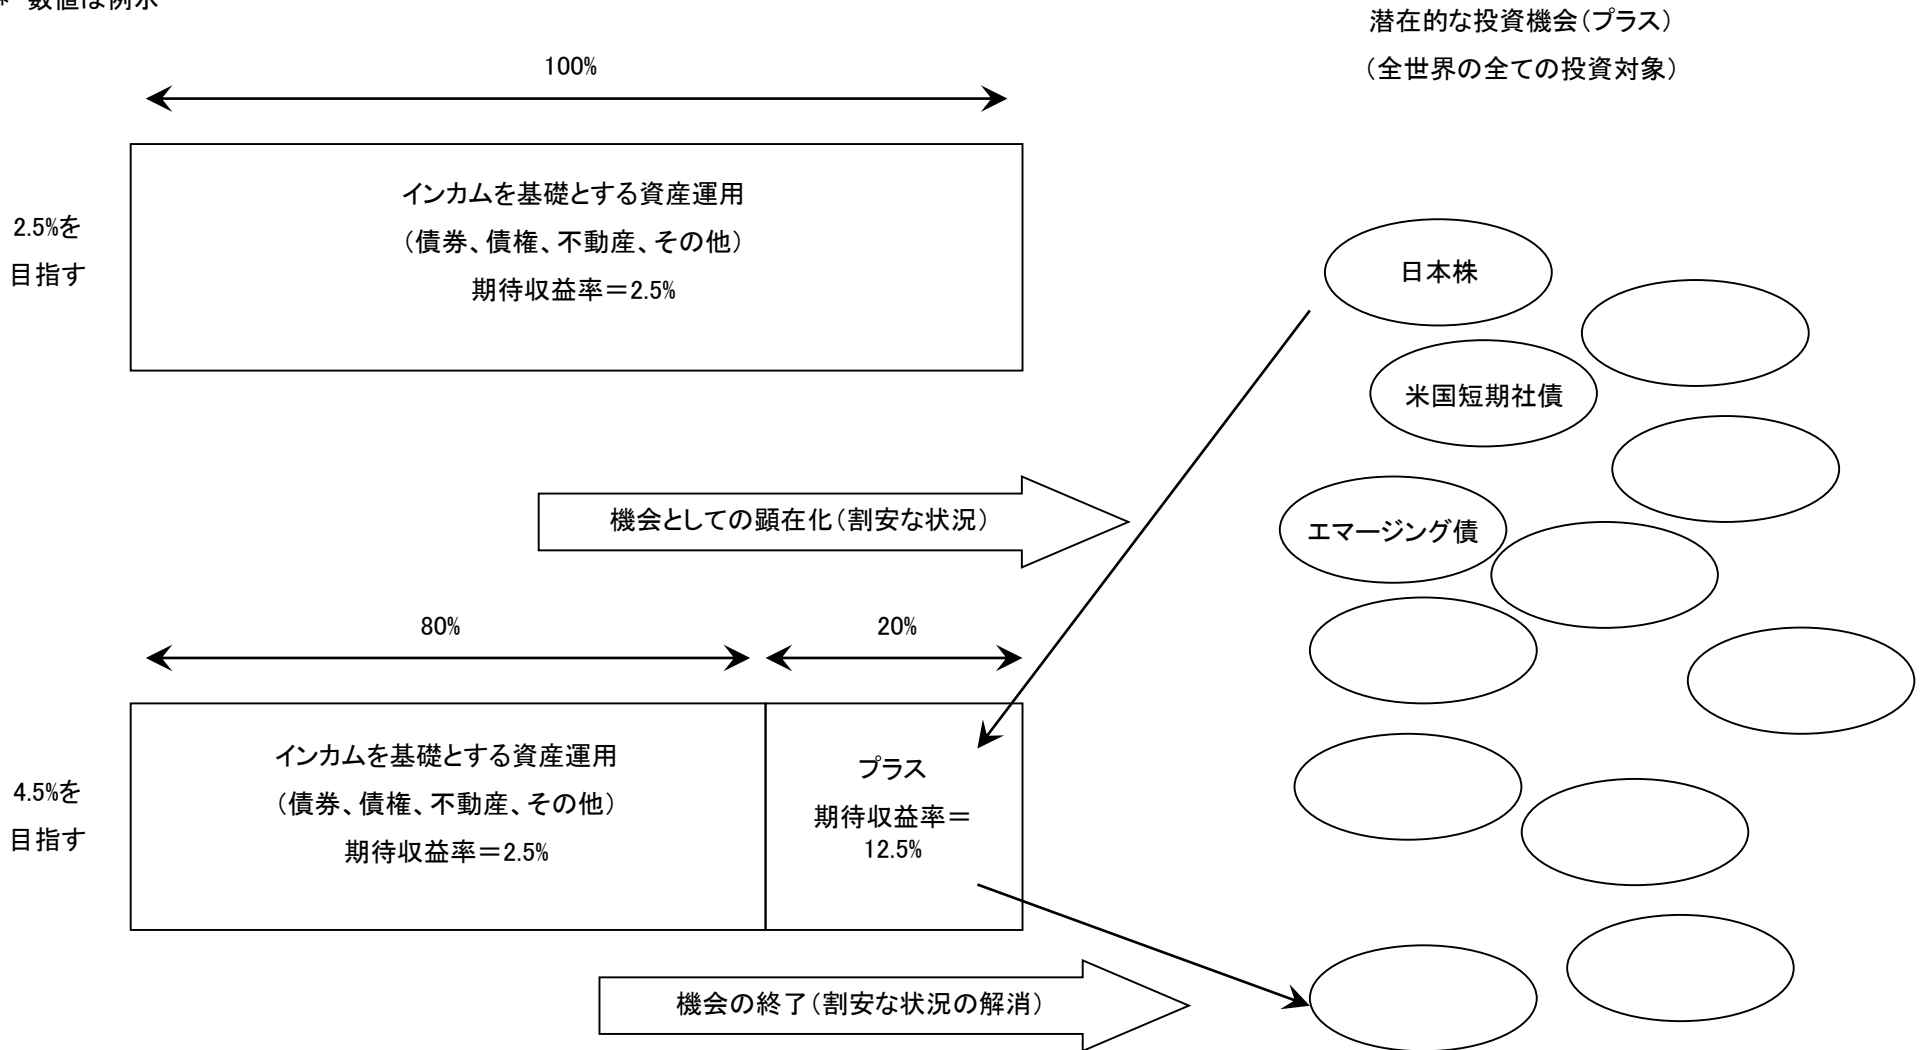 * 数値は例示
潜在的な投資機会(プラス)
(全世界の全ての投資対象)
100%
インカムを基礎とする資産運用
(債券、債権、不動産、その他)
期待収益率=2.5%
2.5%を
目指す
日本株
米国短期社債
機会としての顕在化(割安な状況)
エマージング債
80%
20%
インカムを基礎とする資産運用
(債券、債権、不動産、その他)
期待収益率=2.5%
プラス
期待収益率=
12.5%
4.5%を
目指す
機会の終了(割安な状況の解消)